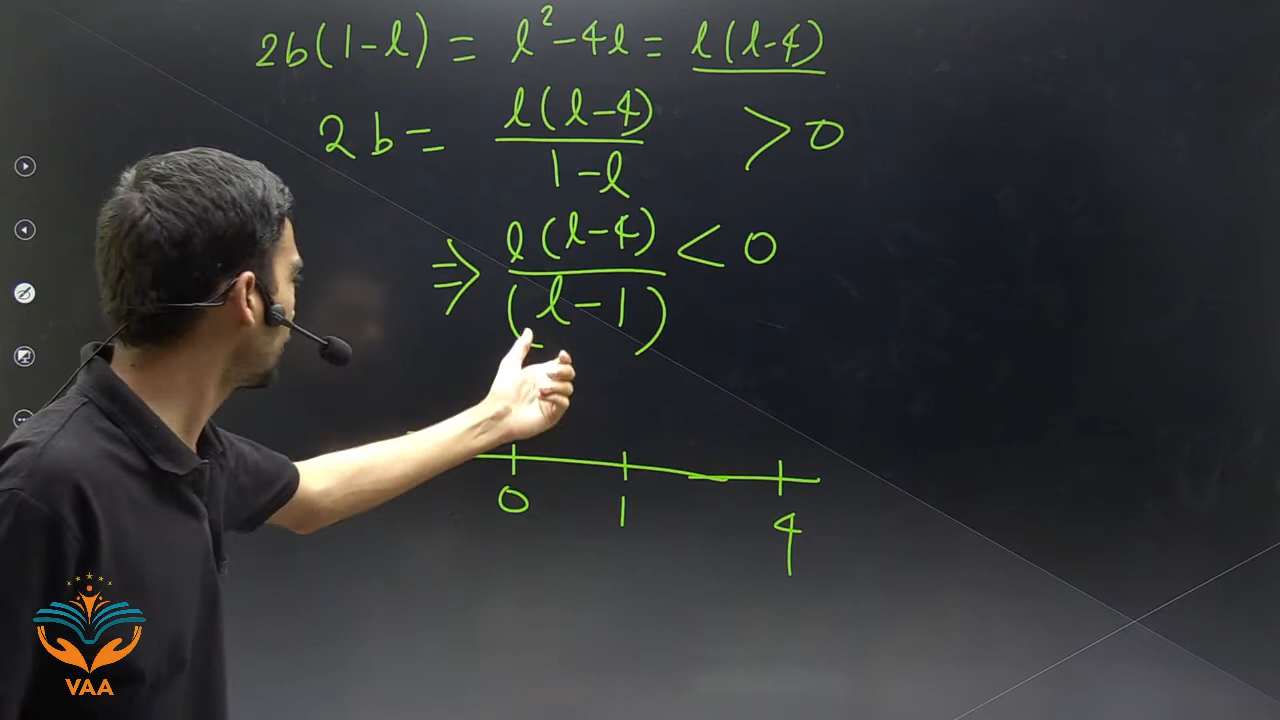 2b(1-l) = l²-4l = l(l-4)
2b = l(l-4)/1-l > 0
⇒ l(l-4)/(l-1) < 0
0 1 4
VAA